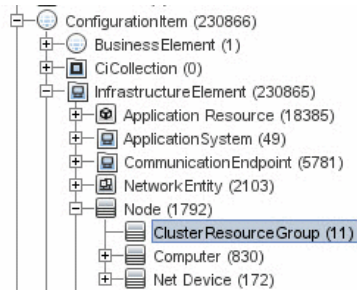 ConfigurationItem (230866)
BusinessElement (1)
CiCollection (0)
InfrastructureElement (230865)
Application Resource (18385)
ApplicationSystem (49)
CommunicationEndpoint (5781)
NetworkEntity (2103)
Node (1792)
ClusterResourceGroup (11)
Computer (830)
Net Device (172)